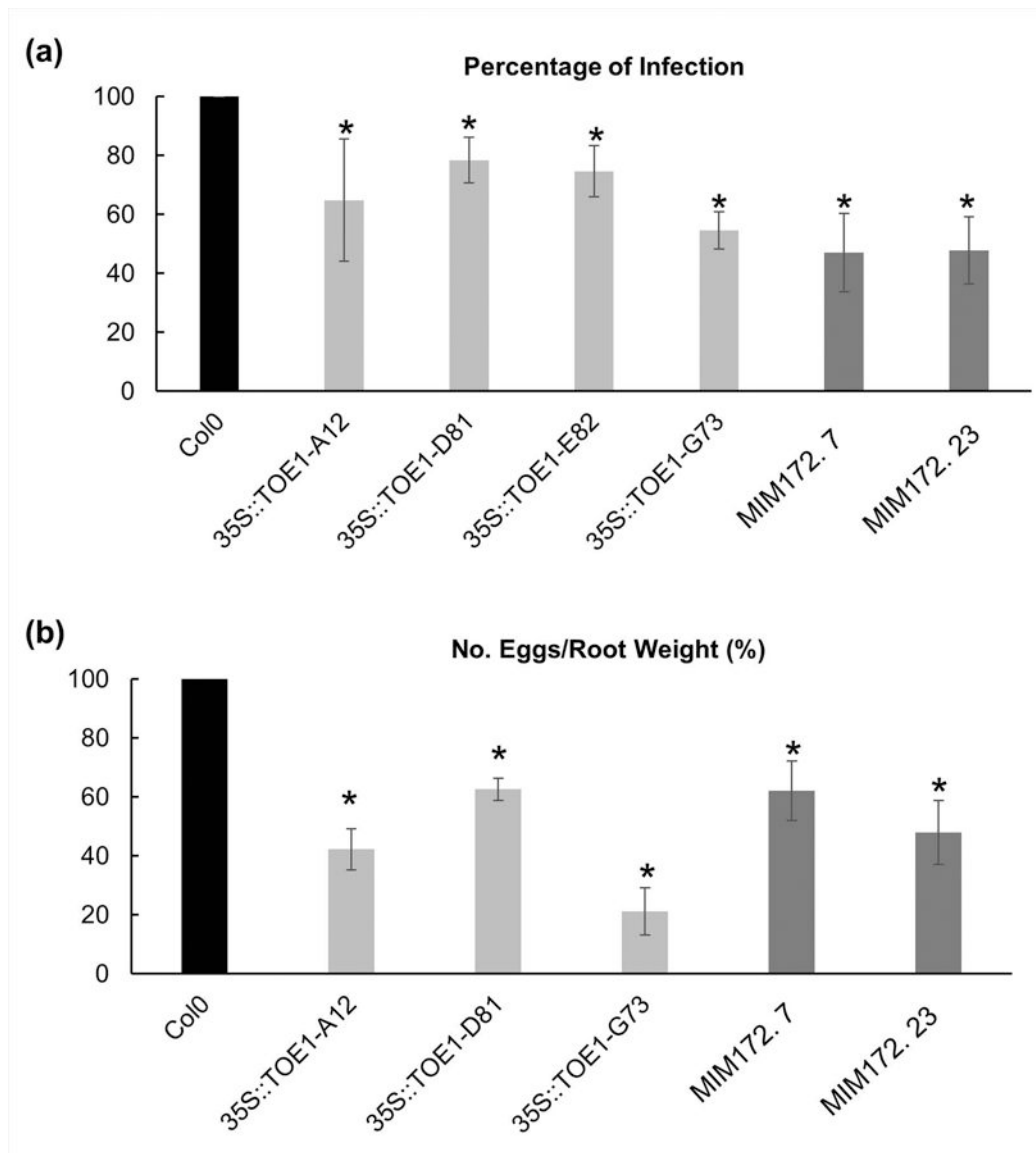 (a)
Percentage of Infection
100
80
60
40
20
0
* * * * * *
Col0
35S::TOE1-A12
35S::TOE1-D81
35S::TOE1-E82
35S::TOE1-G73
MIM172. 7
MIM172. 23
(b)
No. Eggs/Root Weight (%)
100
80
60
40
20
0
* * * * *
Col0
35S::TOE1-A12
35S::TOE1-D81
35S::TOE1-G73
MIM172. 7
MIM172. 23